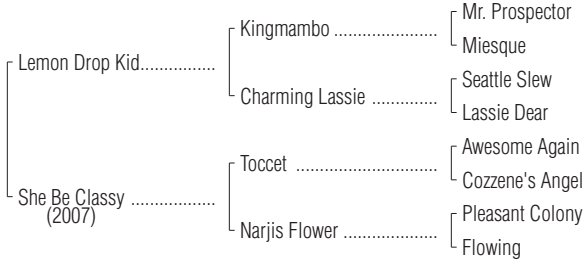 Mr. Prospector
Kingmambo ......................
Miesque
Lemon Drop Kid................
Seattle Slew
Charming Lassie ..............
Lassie Dear
Awesome Again
Toccet ..............................
Cozzene's Angel
She Be Classy ..................
(2007)
Pleasant Colony
Narjis Flower ....................
Flowing